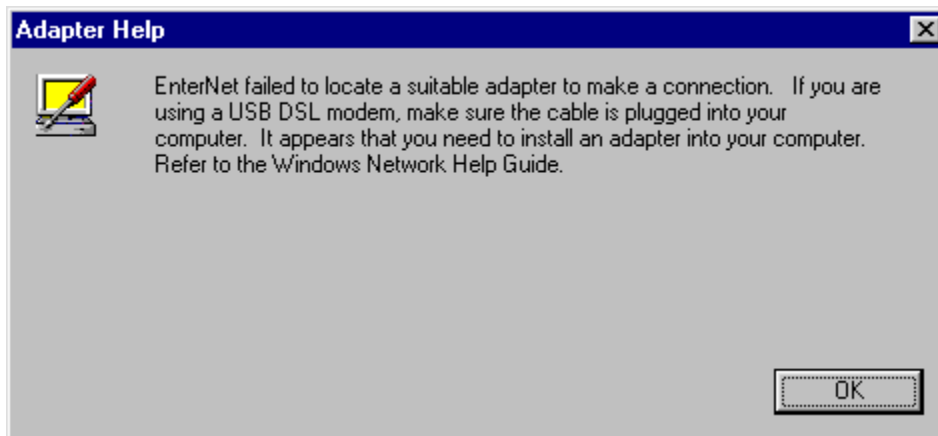 Adapter Help
EnterNet failed to locate a suitable adapter to make a connection.   If you are
using a USB DSL modem, make sure the cable is plugged into your
computer.  It appears that you need to install an adapter into your computer.
Refer to the Windows Network Help Guide.
OK